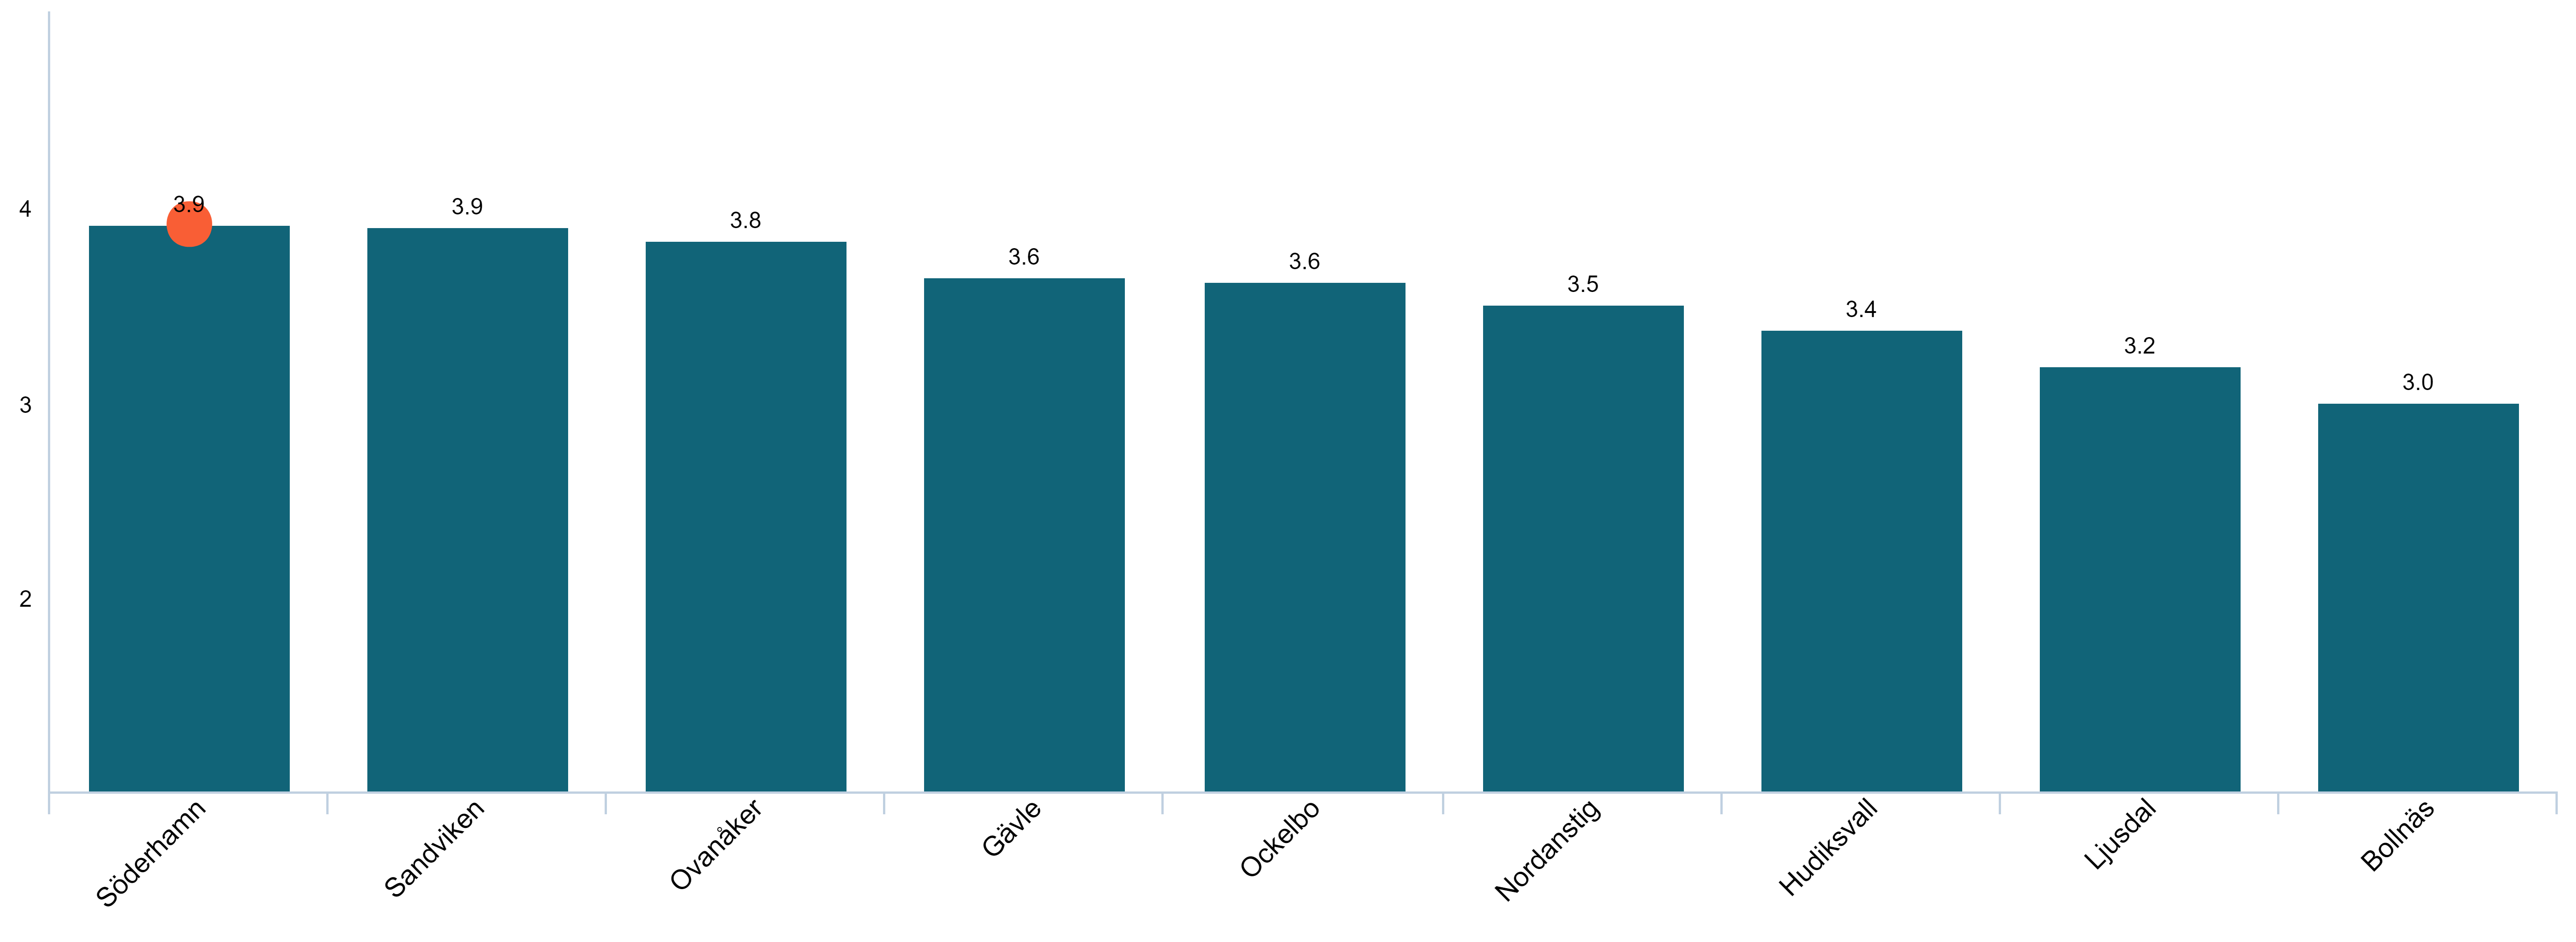 4
3
2
3.9
3.9
3.8
3.6
3.6
3.5
3.4
3.2
3.0
Söderhamn
Sandviken
Ovanåker
Gävle
Ockelbo
Nordanstig
Hudiksvall
Ljusdal
Bollnäs